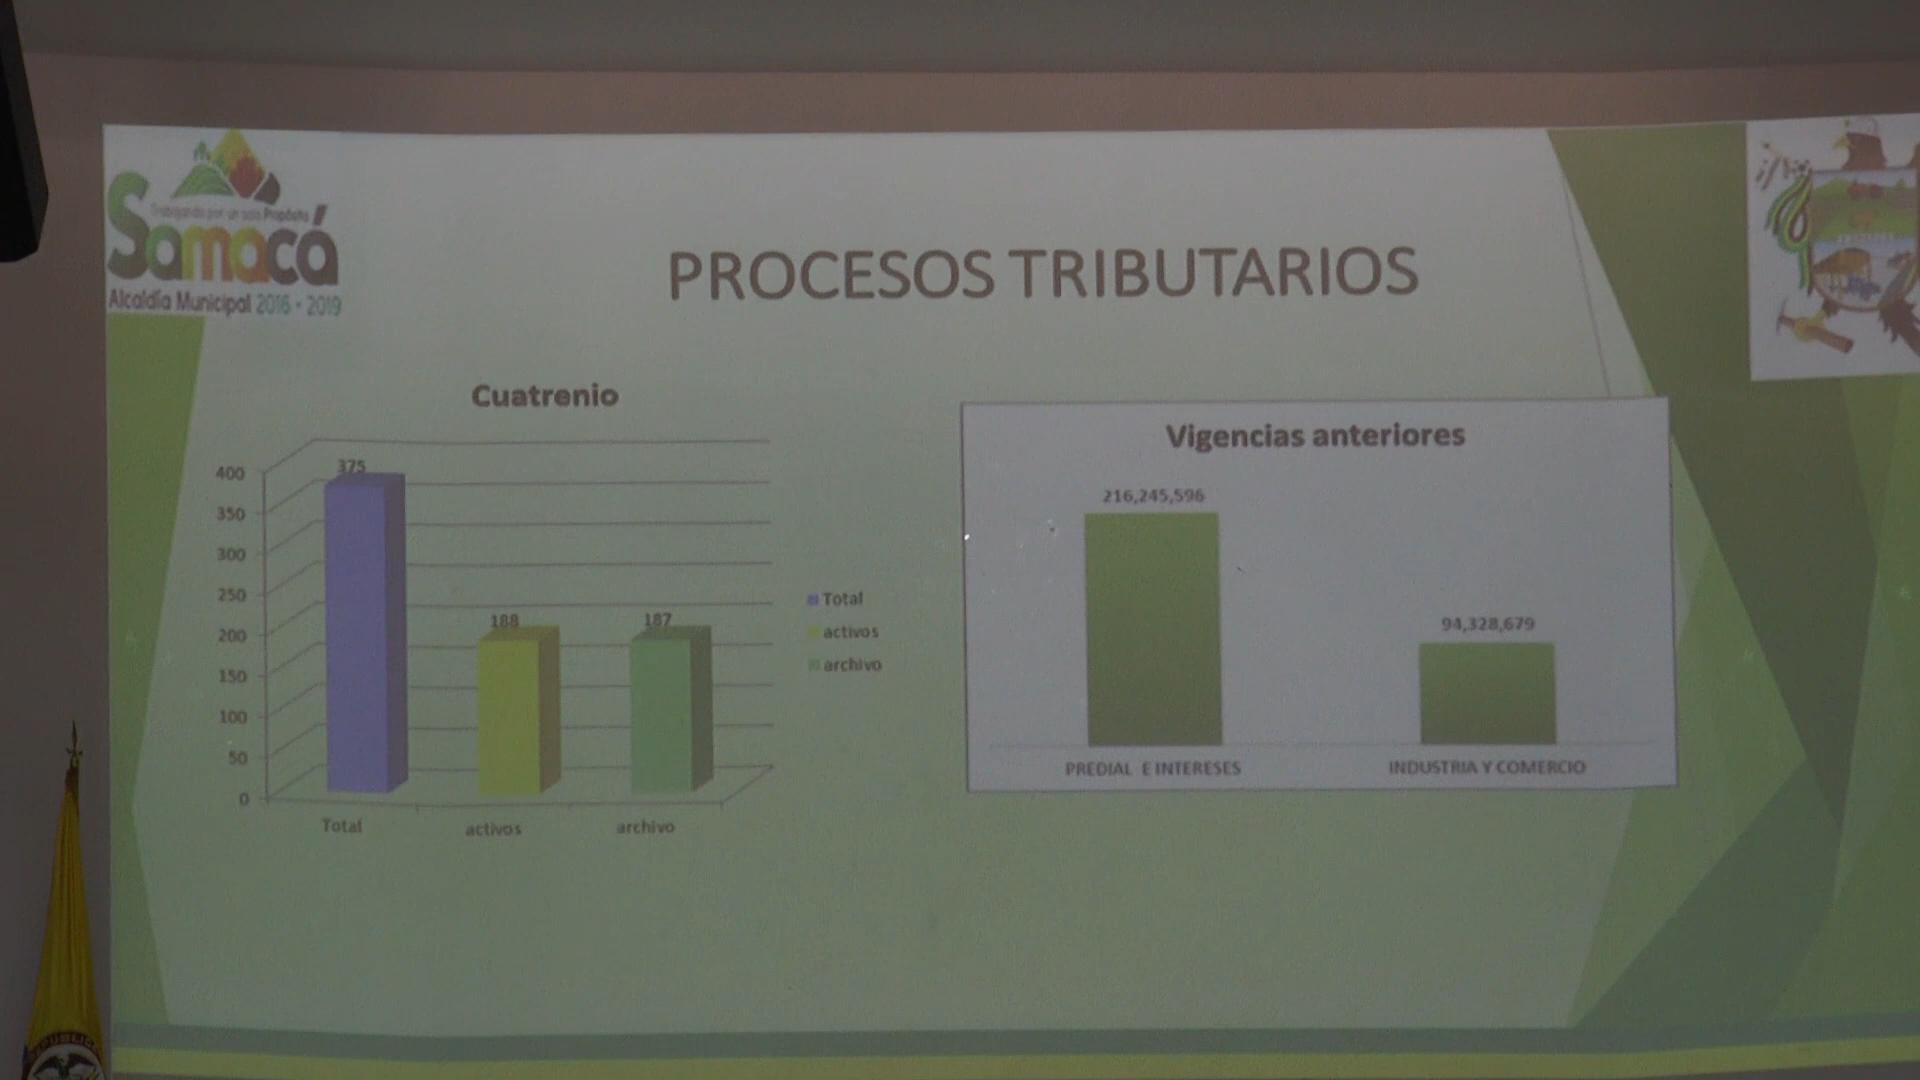 Trabajando por un solo Propósito
Samacá
Alcaldía Municipal 2016 - 2019
PROCESOS TRIBUTARIOS
Cuatrenio
400
350
300
250
200
150
100
50
0
375
188
187
Total
activos
archivo
Total
activos
archivo
Vigencias anteriores
216,245,596
94,328,679
PREDIAL E INTERESES
INDUSTRIA Y COMERCIO